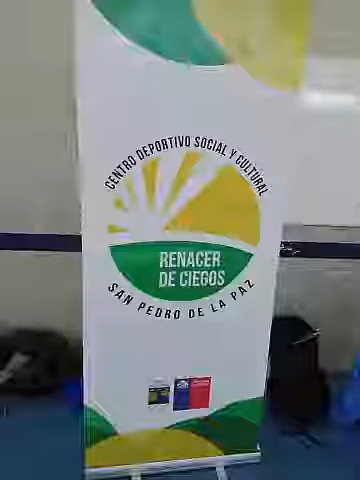 CENTRO DEPORTIVO SOCIAL Y CULTURAL
RENACER
DE CIEGOS
SAN PEDRO DE LA PAZ